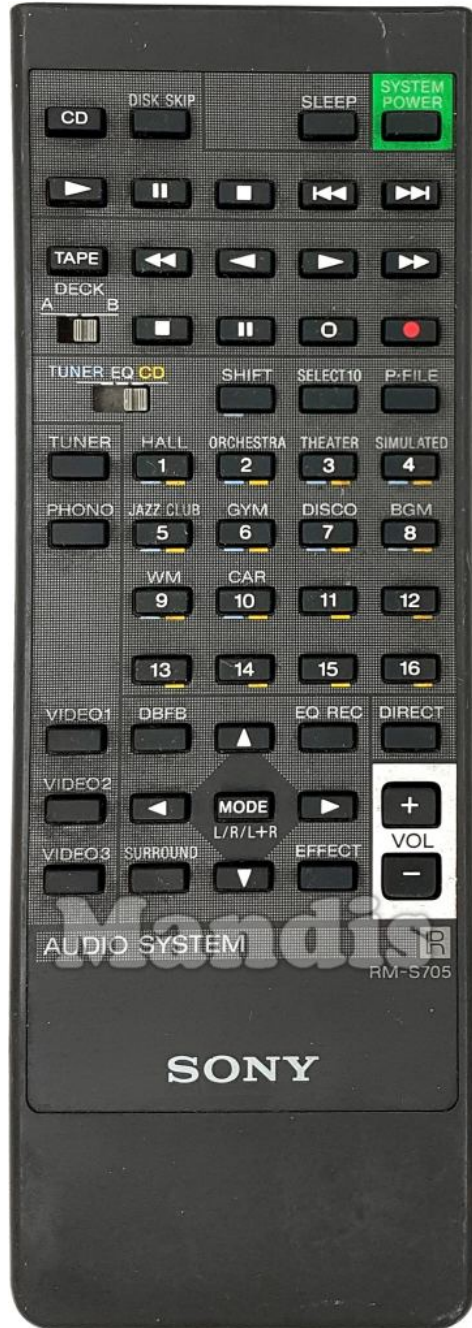 SYSTEM
CD DISK SKIP SLEEP POWER
TAPE
DECK
A B
TUNER EQ CD SHIFT SELECT10 P-FILE
TUNER HALL ORCHESTRA THEATER SIMULATED
1 2 3 4
PHONO JAZZ CLUB GYM DISCO BGM
5 6 7 8
WM CAR
9 10 11 12
13 14 15 16
VIDEO1 DBFB EQ REC DIRECT
VIDEO2 MODE +
L/R/L+R VOL
VIDEO3 SURROUND EFFECT −
Mandis
AUDIO SYSTEM R
RM-S705
SONY